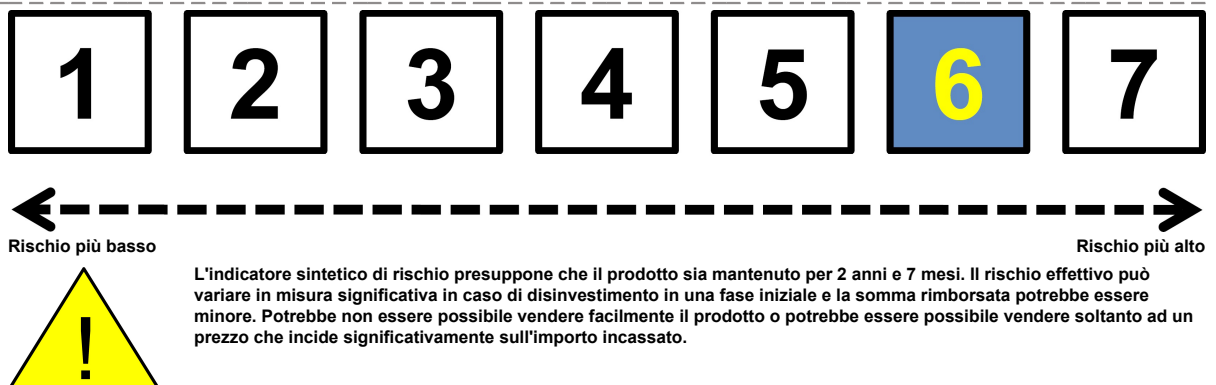 1 2 3 4 5 6 7
Rischio più basso Rischio più alto
L'indicatore sintetico di rischio presuppone che il prodotto sia mantenuto per 2 anni e 7 mesi. Il rischio effettivo può
variare in misura significativa in caso di disinvestimento in una fase iniziale e la somma rimborsata potrebbe essere
minore. Potrebbe non essere possibile vendere facilmente il prodotto o potrebbe essere possibile vendere soltanto ad un
prezzo che incide significativamente sull'importo incassato.
!